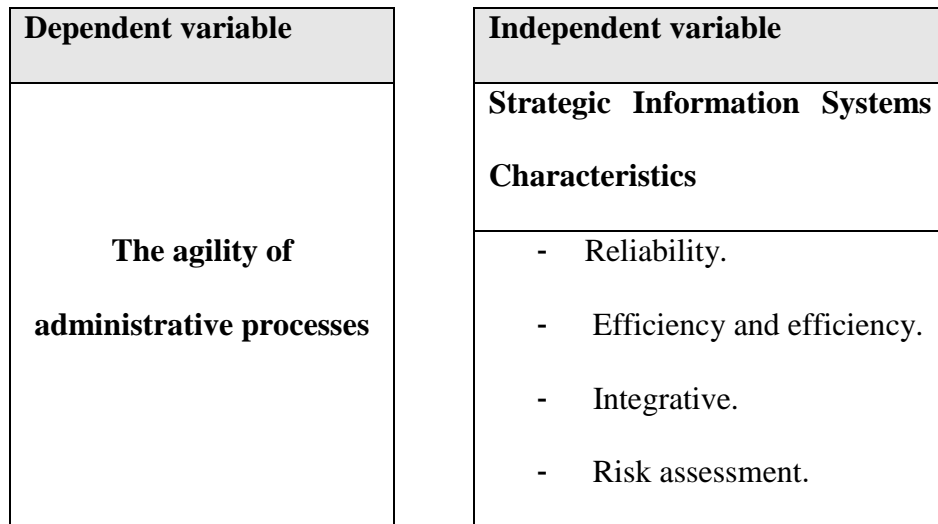 Dependent variable
The agility of
administrative processes
Independent variable
Strategic Information Systems
Characteristics
- Reliability.
- Efficiency and efficiency.
- Integrative.
- Risk assessment.